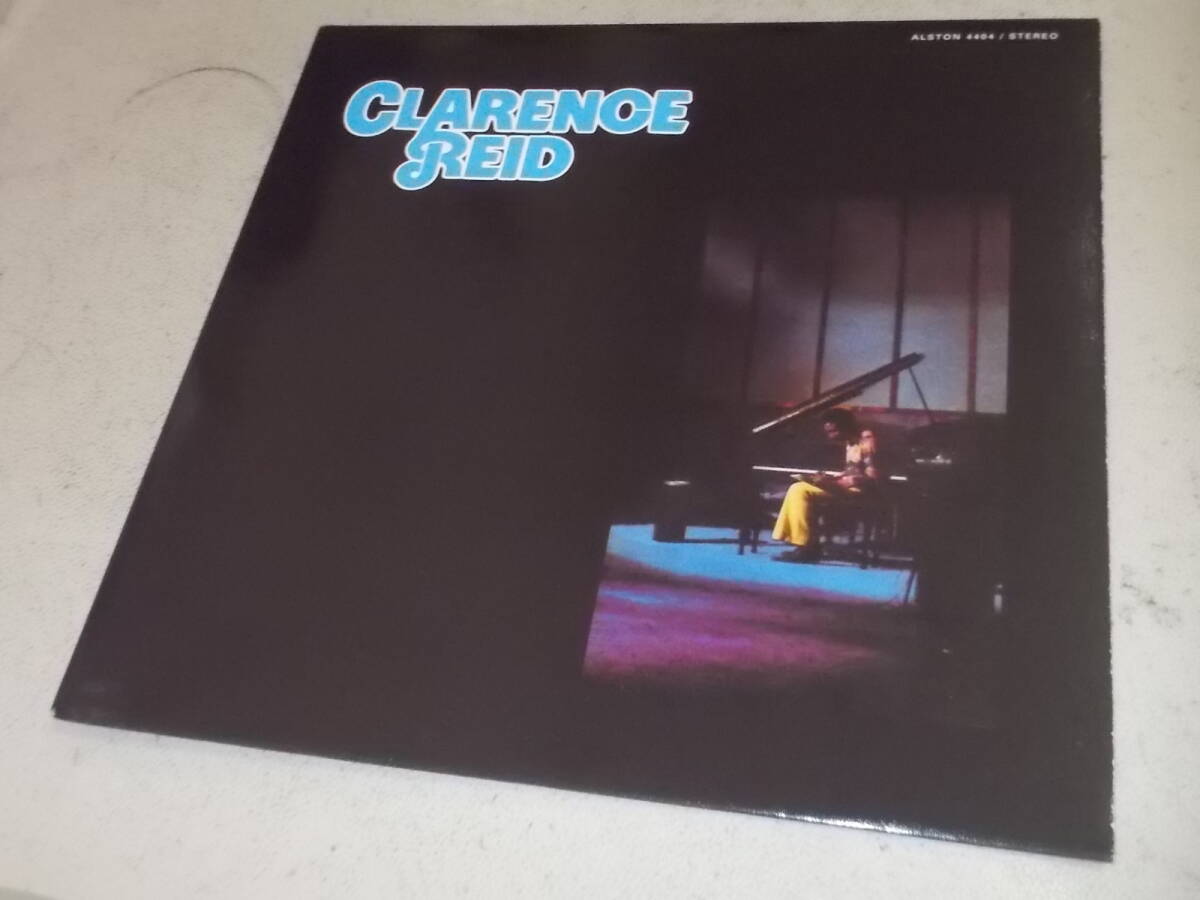 ALSTON 4404 / STEREO
CLARENCE
REID